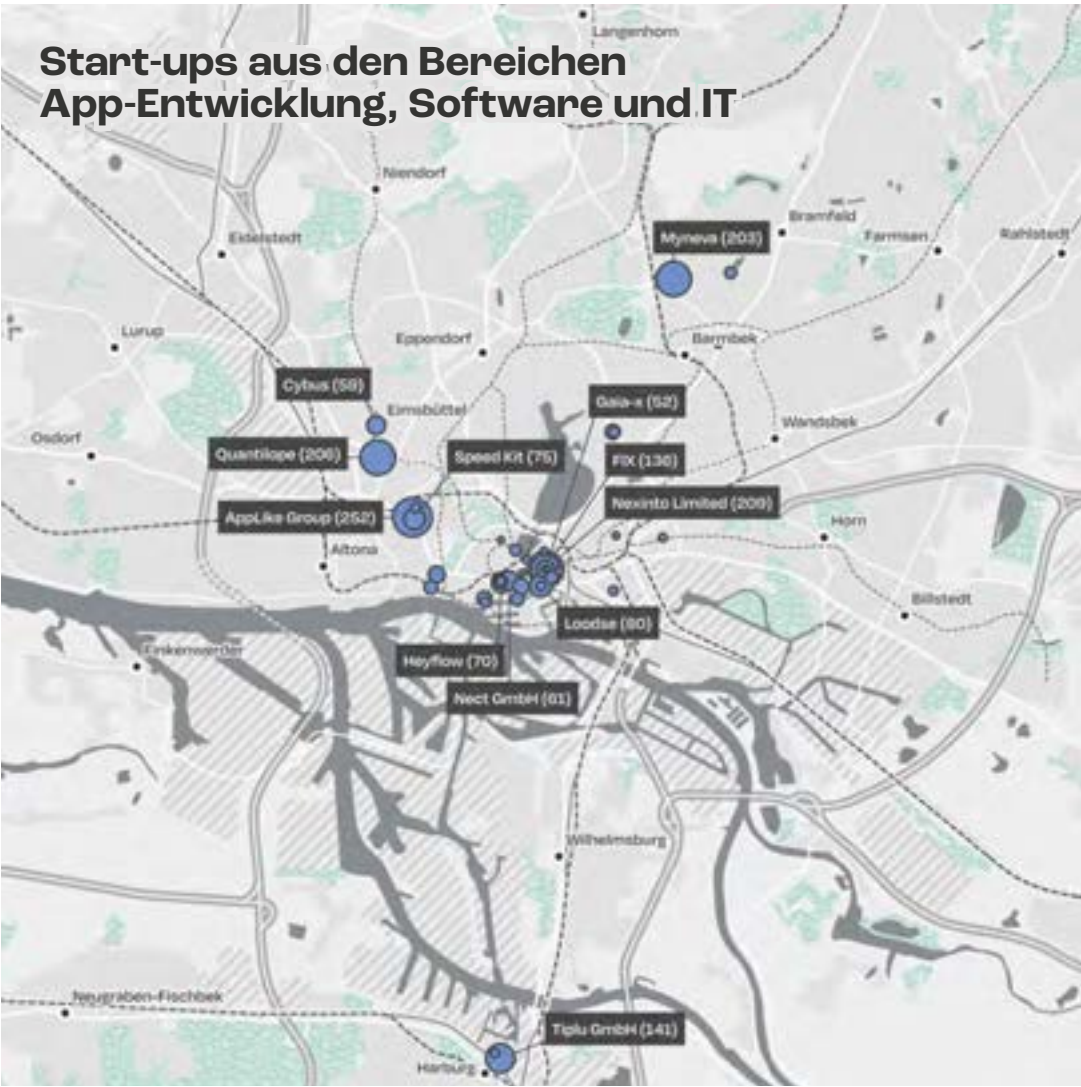 Start-ups aus den Bereichen
App-Entwicklung, Software und IT
Langenhorn
Niendorf
Bramfeld
Myneva (203)
Farmsen
Rahlstedt
Eidelstedt
Lurup
Eppendorf
Barmbek
Cybus (59)
Gaia-x (52)
Eimsbüttel
Wandsbek
Osdorf
Quantilope (206)
Speed Kit (75)
FIX (136)
Nexinto Limited (209)
AppLike Group (252)
Horn
Altona
Billstedt
Loodse (80)
Finkenwerder
Heyflow (70)
Nect GmbH (61)
Wilhelmsburg
Neugraben-Fischbek
Tiplu GmbH (141)
Harburg